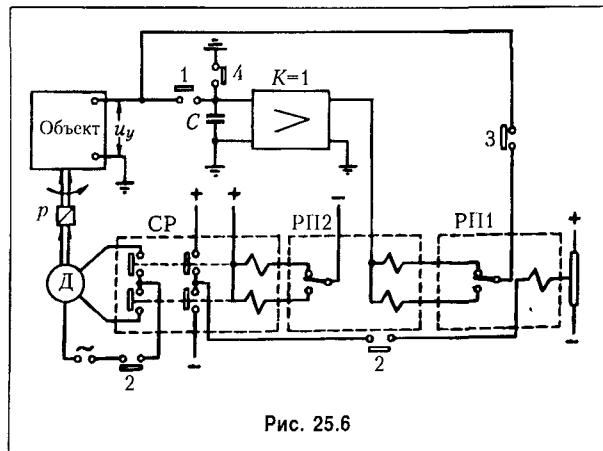 1
4
K=1
Объект
u_y
C
>
3
p
+
+
−
+
СР
РП2
РП1
Д
~
2
−
2
−
Рис. 25.6